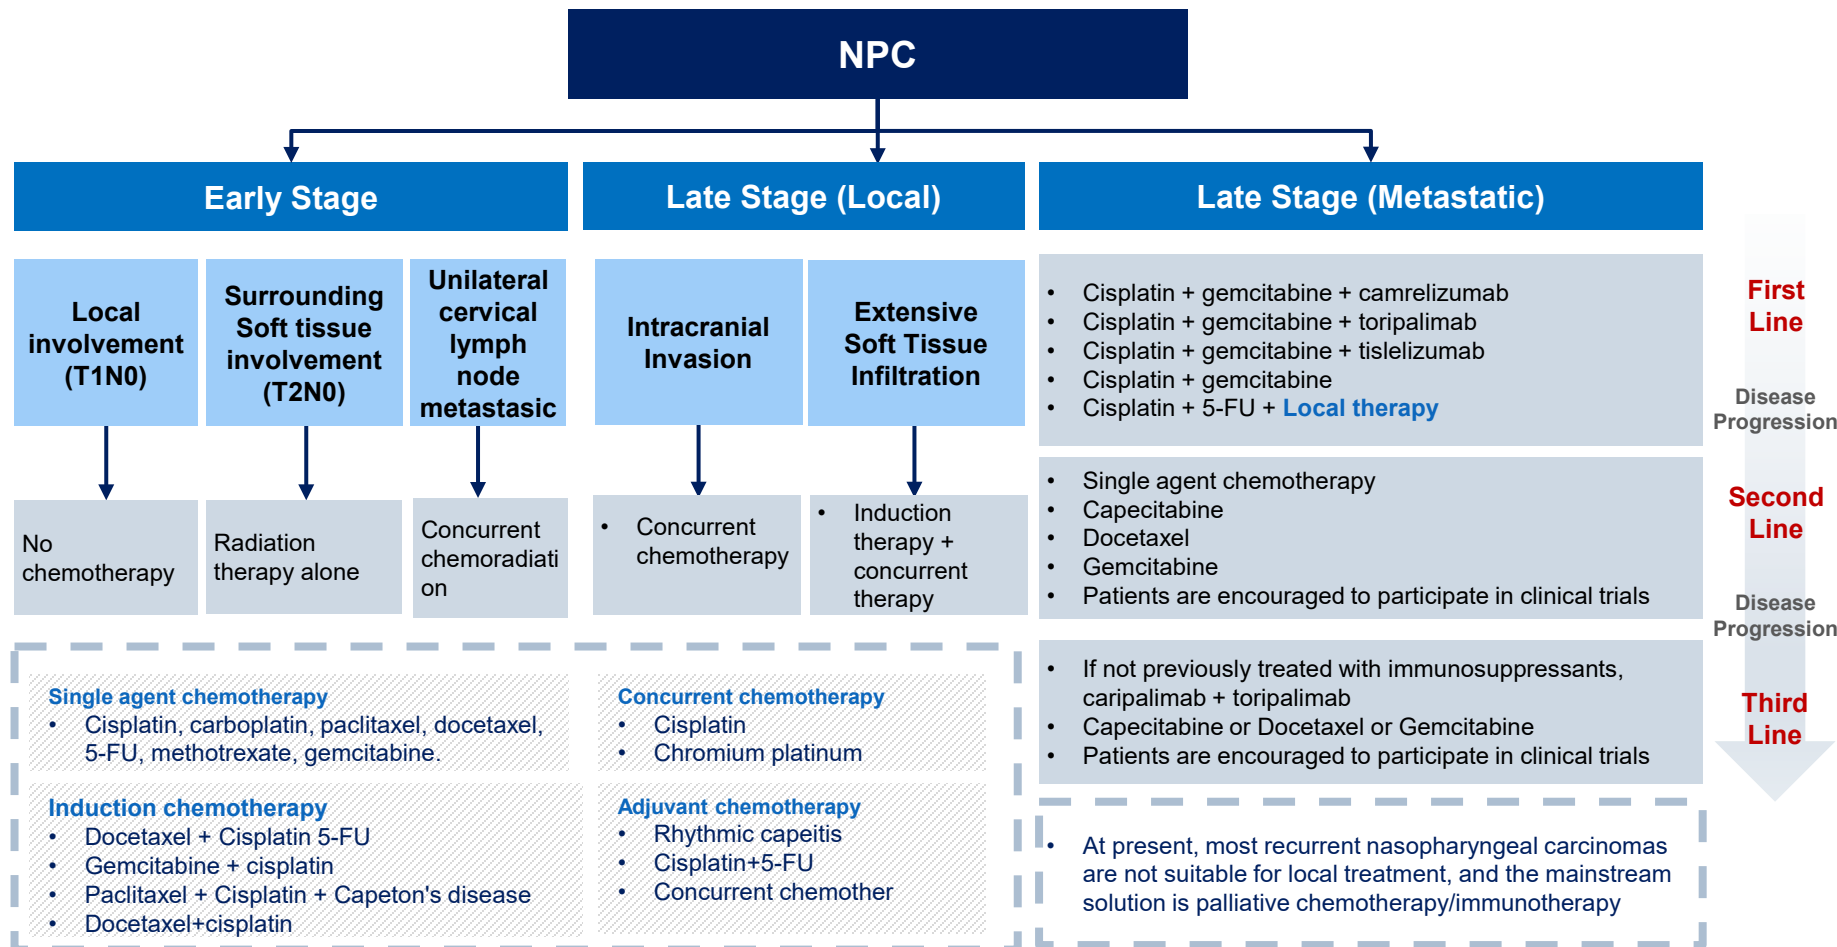 NPC
Early Stage
Late Stage (Local)
Late Stage (Metastatic)
Local
involvement
(T1N0)
Surrounding
Soft tissue
involvement
(T2N0)
Unilateral
cervical
lymph
node
metastasic
Intracranial
Invasion
Extensive
Soft Tissue
Infiltration
No
chemotherapy
Radiation
therapy alone
Concurrent
chemoradiati
on
• Concurrent
chemotherapy
• Induction
therapy +
concurrent
therapy
• Cisplatin + gemcitabine + camrelizumab
• Cisplatin + gemcitabine + toripalimab
• Cisplatin + gemcitabine + tislelizumab
• Cisplatin + gemcitabine
• Cisplatin + 5-FU + Local therapy
First
Line
Disease
Progression
• Single agent chemotherapy
• Capecitabine
• Docetaxel
• Gemcitabine
• Patients are encouraged to participate in clinical trials
Second
Line
Disease
Progression
• If not previously treated with immunosuppressants,
caripalimab + toripalimab
• Capecitabine or Docetaxel or Gemcitabine
• Patients are encouraged to participate in clinical trials
Third
Line
Single agent chemotherapy
• Cisplatin, carboplatin, paclitaxel, docetaxel,
5-FU, methotrexate, gemcitabine.
Concurrent chemotherapy
• Cisplatin
• Chromium platinum
Induction chemotherapy
• Docetaxel + Cisplatin 5-FU
• Gemcitabine + cisplatin
• Paclitaxel + Cisplatin + Capeton's disease
• Docetaxel+cisplatin
Adjuvant chemotherapy
• Rhythmic capeitis
• Cisplatin+5-FU
• Concurrent chemother
• At present, most recurrent nasopharyngeal carcinomas
are not suitable for local treatment, and the mainstream
solution is palliative chemotherapy/immunotherapy